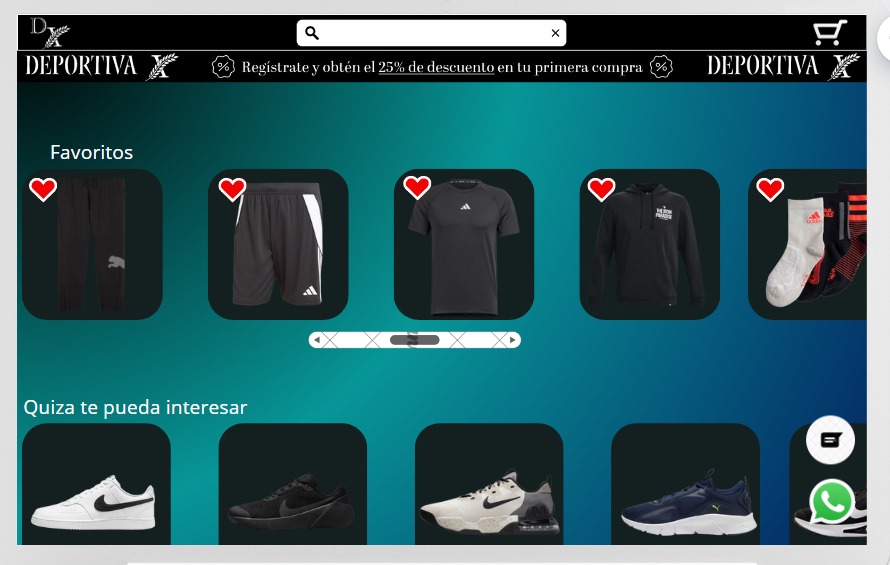 DX
DEPORTIVA X
Regístrate y obtén el 25% de descuento en tu primera compra
DEPORTIVA X
Favoritos
Quiza te pueda interesar